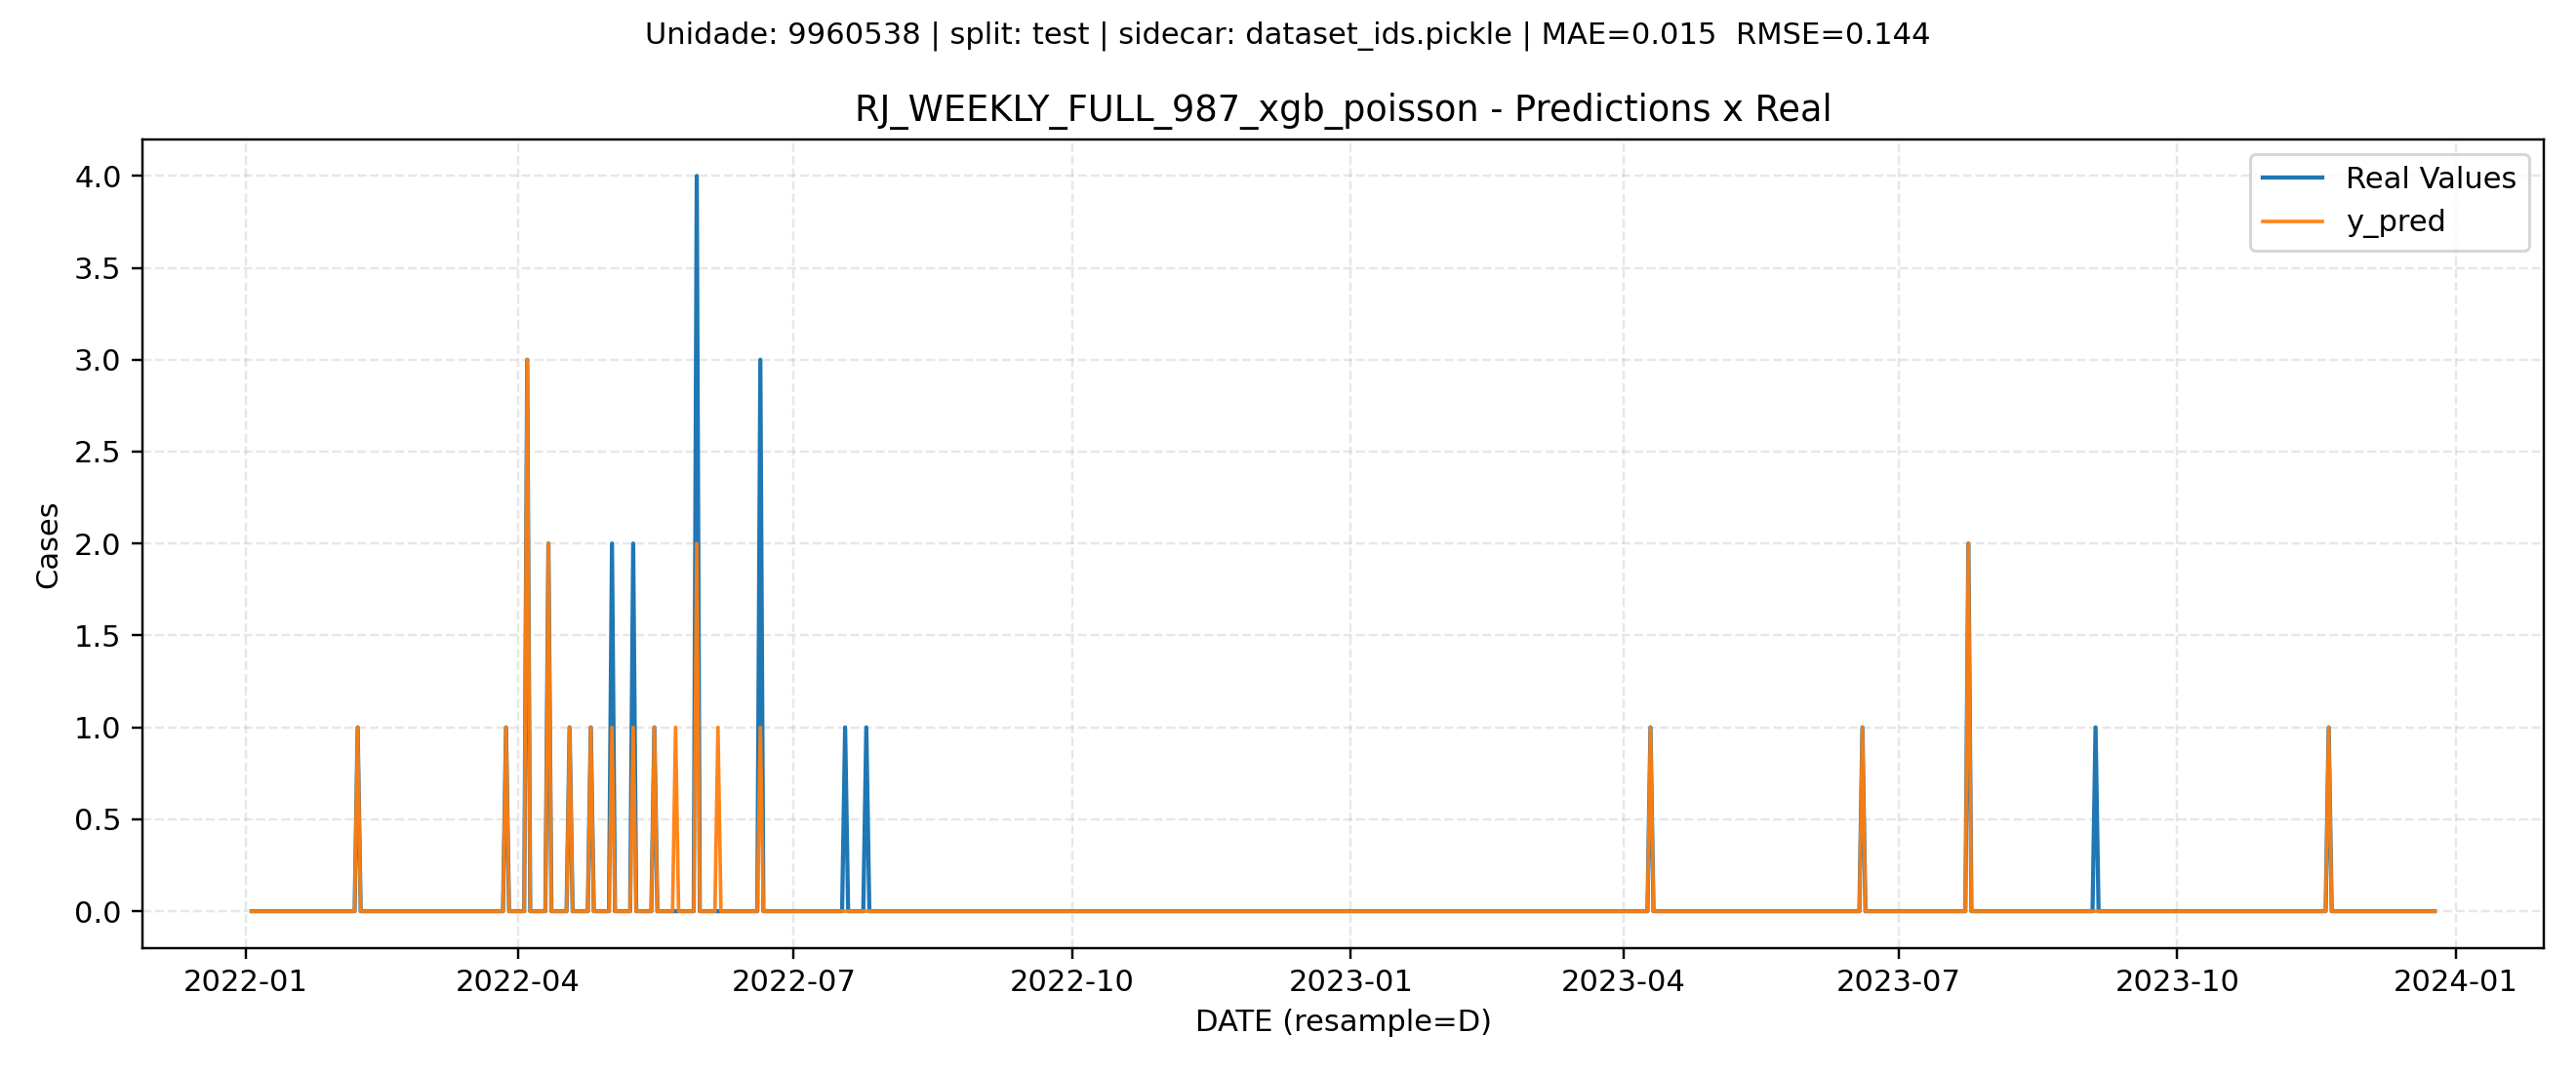 Unidade: 9960538 | split: test | sidecar: dataset_ids.pickle | MAE=0.015  RMSE=0.144
RJ_WEEKLY_FULL_987_xgb_poisson - Predictions x Real
Real Values
y_pred
Cases
4.0
3.5
3.0
2.5
2.0
1.5
1.0
0.5
0.0
2022-01 2022-04 2022-07 2022-10 2023-01 2023-04 2023-07 2023-10 2024-01
DATE (resample=D)